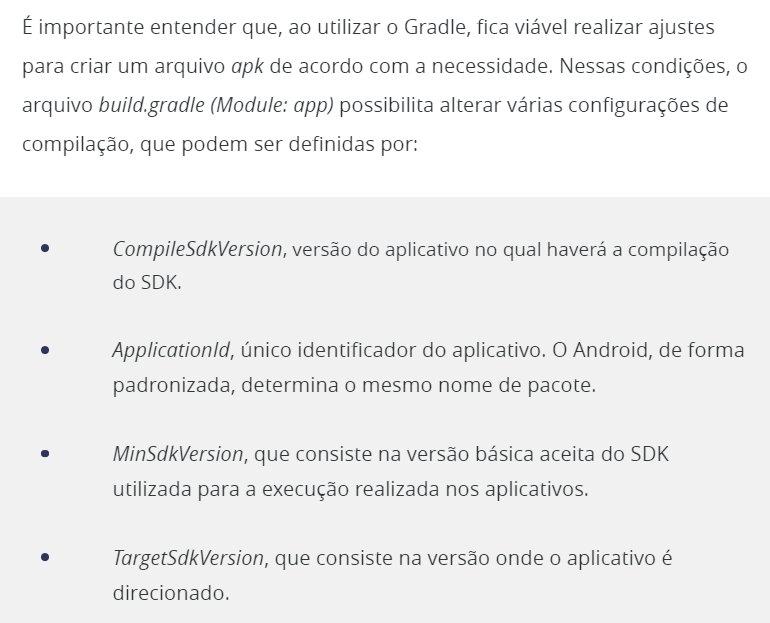 É importante entender que, ao utilizar o Gradle, fica viável realizar ajustes
para criar um arquivo apk de acordo com a necessidade. Nessas condições, o
arquivo build.gradle (Module: app) possibilita alterar várias configurações de
compilação, que podem ser definidas por:
• CompileSdkVersion, versão do aplicativo no qual haverá a compilação
do SDK.
• ApplicationId, único identificador do aplicativo. O Android, de forma
padronizada, determina o mesmo nome de pacote.
• MinSdkVersion, que consiste na versão básica aceita do SDK
utilizada para a execução realizada nos aplicativos.
• TargetSdkVersion, que consiste na versão onde o aplicativo é
direcionado.